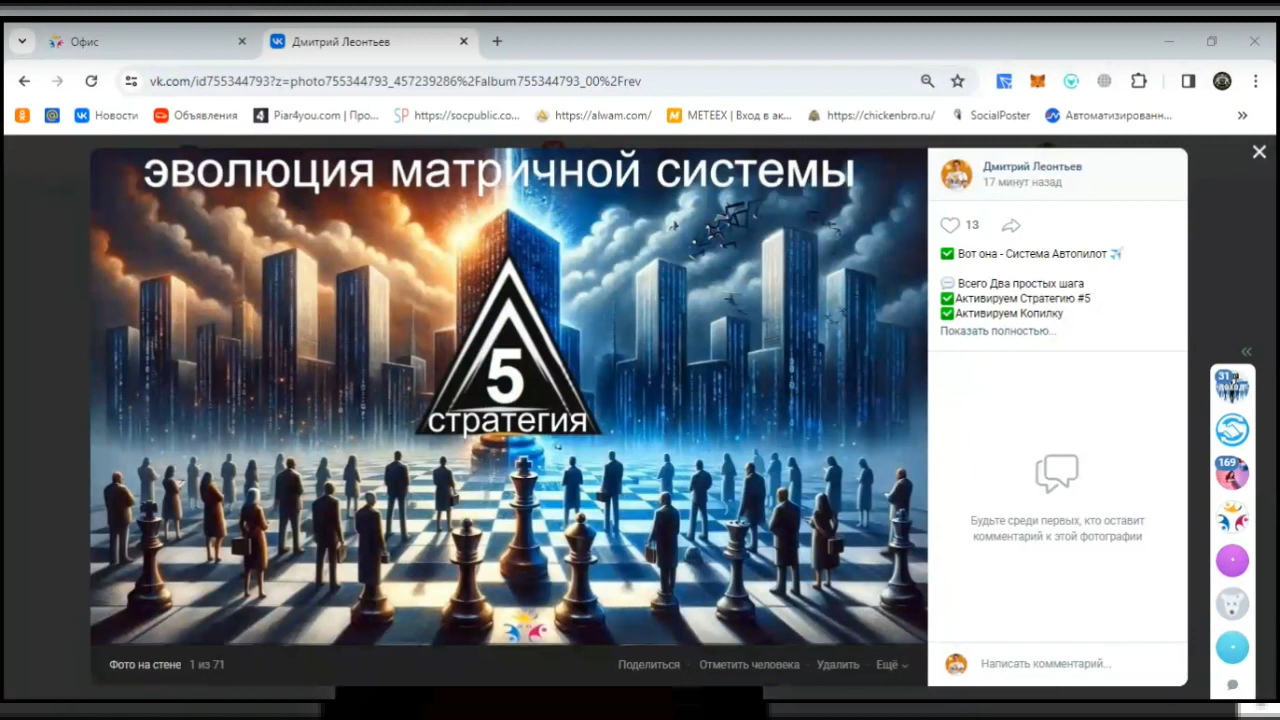 Офис
Дмитрий Леонтьев
vk.com/id755344793?z=photo755344793_457239286%2Falbum755344793_00%2Frev
Новости
Объявления
Piar4you.com | Про...
https://socpublic.co...
https://alwam.com/
METEEX | Вход в ак...
https://chickenbro.ru/
SocialPoster
Автоматизированн...
эволюция матричной системы
5
стратегия
Дмитрий Леонтьев
17 минут назад
13
Вот она - Система Автопилот
Всего Два простых шага
Активируем Стратегию #5
Активируем Копилку
Показать полностью...
Будьте среди первых, кто оставит
комментарий к этой фотографии
31
ДОХОД
169
Фото на стене 1 из 71
Поделиться Отметить человека Удалить Ещё
Написать комментарий...